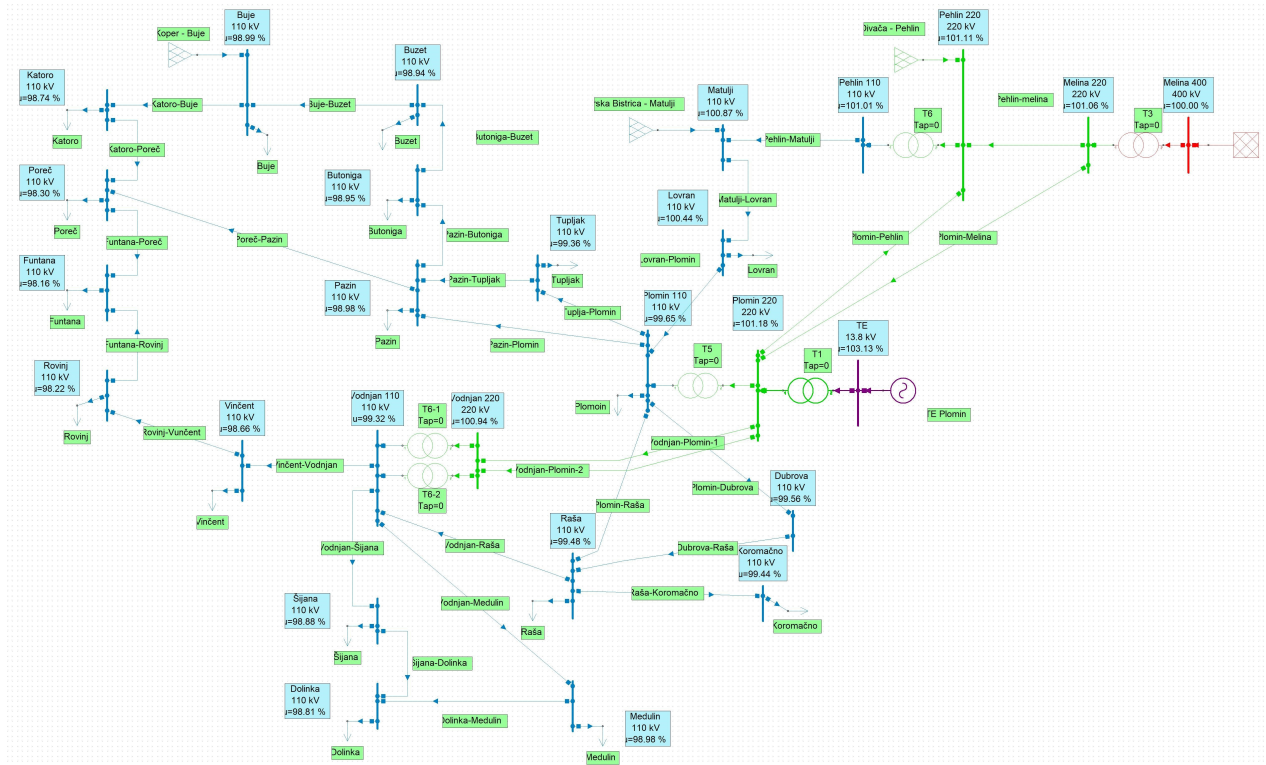 Koper - Buje
Buje
110 kV
u=98.99 %
Buzet
110 kV
u=98.94 %
Divača - Pehlin
Pehlin 220
220 kV
u=101.11 %
Katoro
110 kV
u=98.74 %
Katoro-Buje
Buje-Buzet
rska Bistrica - Matulji
Matulji
110 kV
u=100.87 %
Pehlin 110
110 kV
u=101.01 %
T6
Tap=0
Pehlin-melina
Melina 220
220 kV
u=101.06 %
T3
Tap=0
Melina 400
400 kV
u=100.00 %
Katoro
Buje
Buzet
Butoniga-Buzet
Pehlin-Matulji
Katoro-Poreč
Poreč
110 kV
u=98.30 %
Butoniga
110 kV
u=98.95 %
Lovran
110 kV
u=100.44 %
Matulji-Lovran
Poreč
Funtana-Poreč
Poreč-Pazin
Butoniga
Pazin-Butoniga
Tupljak
110 kV
u=99.36 %
Plomin-Pehlin
Plomin-Melina
Lovran-Plomin
Lovran
Funtana
110 kV
u=98.16 %
Funtana
Pazin
110 kV
u=98.98 %
Pazin-Tupljak
Tupljak
Tuplja-Plomin
Plomin 110
110 kV
u=99.65 %
Plomin 220
220 kV
u=101.18 %
TE
13.8 kV
u=103.13 %
Funtana-Rovinj
Pazin
Pazin-Plomin
T5
Tap=0
T1
Tap=0
Rovinj
110 kV
u=98.22 %
Rovinj
Rovinj-Vunčent
Vinčent
110 kV
u=98.66 %
Vodnjan 110
110 kV
u=99.32 %
T6-1
Tap=0
Vodnjan 220
220 kV
u=100.94 %
Plomoin
TE Plomin
Vodnjan-Plomin-1
Vinčent-Vodnjan
Vodnjan-Plomin-2
T6-2
Tap=0
Plomin-Dubrova
Dubrova
110 kV
u=99.56 %
Vinčent
Plomin-Raša
Raša
110 kV
u=99.48 %
Vodnjan-Šijana
Vodnjan-Raša
Dubrova-Raša
Koromačno
110 kV
u=99.44 %
Raša-Koromačno
Šijana
110 kV
u=98.88 %
Vodnjan-Medulin
Raša
Koromačno
Šijana
Šijana-Dolinka
Dolinka
110 kV
u=98.81 %
Dolinka-Medulin
Medulin
110 kV
u=98.98 %
Dolinka
Medulin